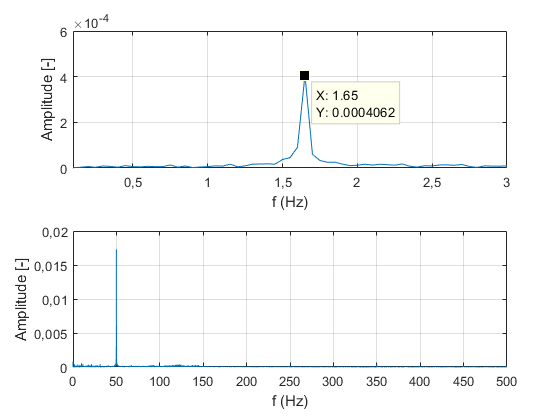 ×10⁻⁴
6
4
2
0
Amplitude [-]
X: 1.65
Y: 0.0004062
0,5 1 1,5 2 2,5 3
f (Hz)
0,02
0,015
0,01
0,005
0
Amplitude [-]
0 50 100 150 200 250 300 350 400 450 500
f (Hz)